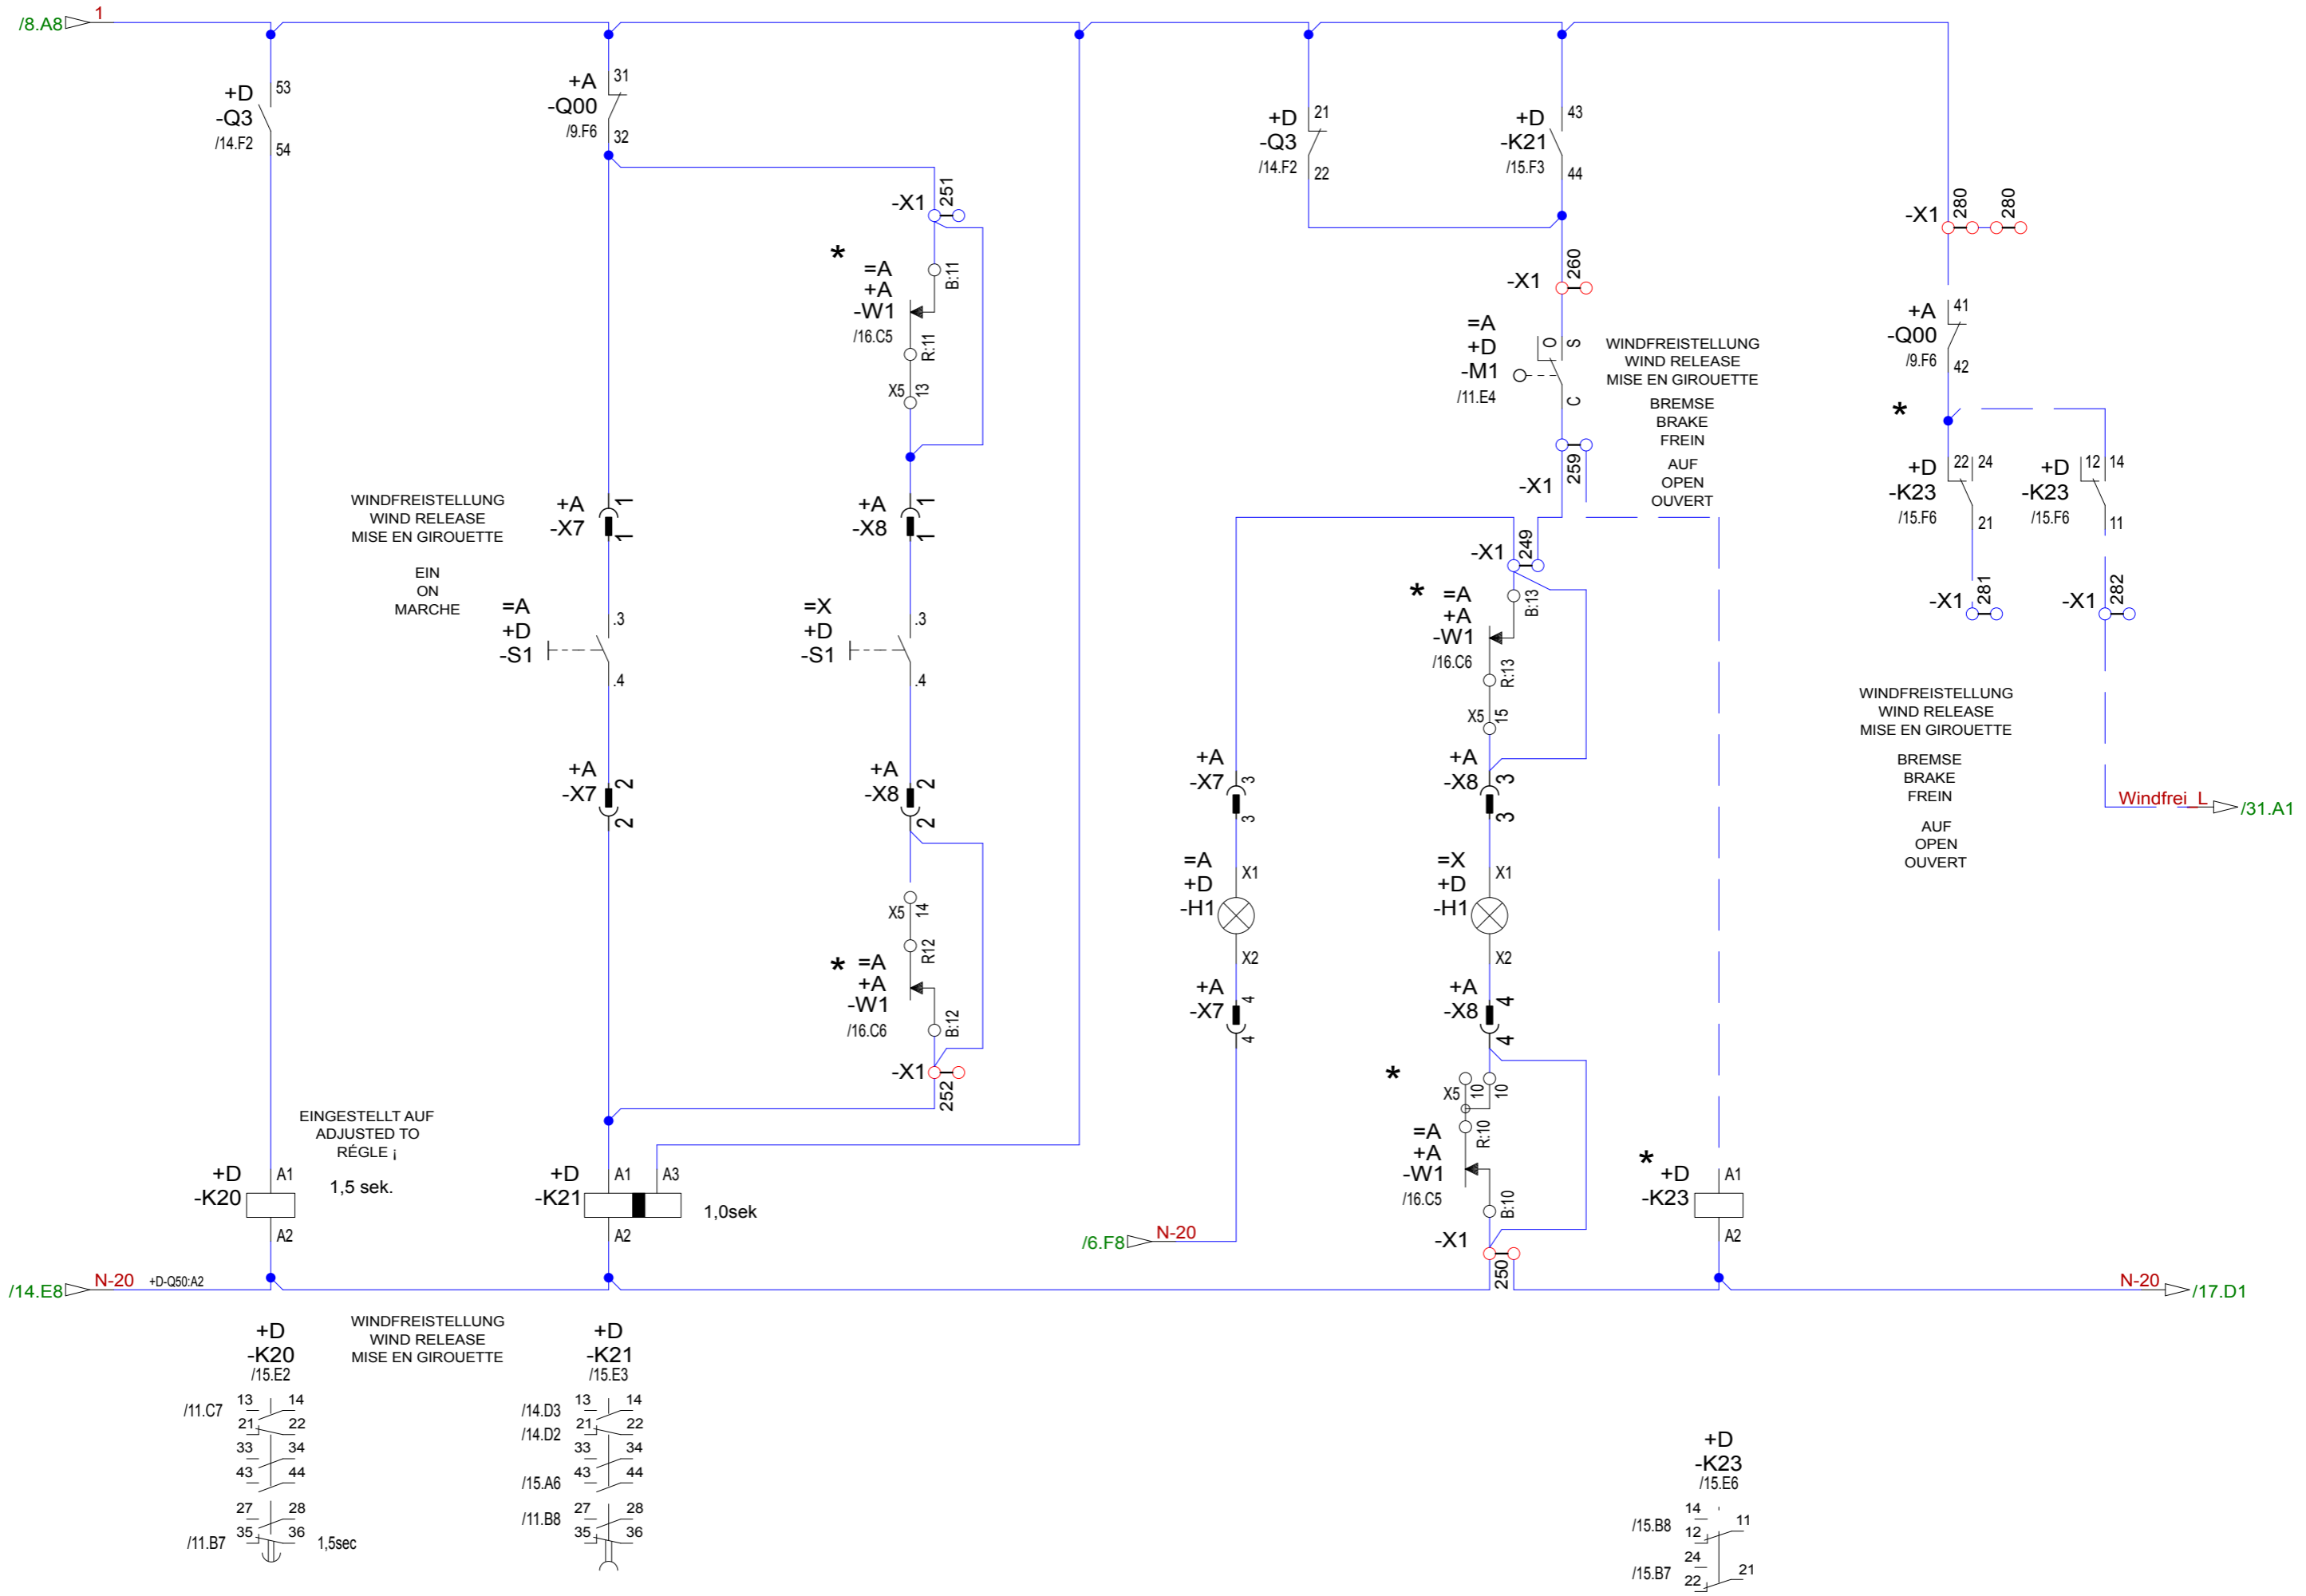 /8.A8
1
+D
-Q3
/14.F2
53
54
+A
-Q00
/9.F6
31
32
-X1
251
*
=A
+A
-W1
/16.C5
B:11
R:11
X5
13
WINDFREISTELLUNG
WIND RELEASE
MISE EN GIROUETTE
EIN
ON
MARCHE
+A
-X7
1
1
+A
-X8
1
1
=A
+D
-S1
.3
.4
=X
+D
-S1
.3
.4
+A
-X7
2
2
+A
-X8
2
2
X5
14
R12
*
=A
+A
-W1
/16.C6
B:12
-X1
252
EINGESTELLT AUF
ADJUSTED TO
RÉGLE ¡
1,5 sek.
+D
-K20
A1
A2
+D
-K21
A1
A3
A2
1,0sek
+D
-Q3
/14.F2
21
22
+D
-K21
/15.F3
43
44
-X1
260
=A
+D
-M1
/11.E4
O
S
C
WINDFREISTELLUNG
WIND RELEASE
MISE EN GIROUETTE
BREMSE
BRAKE
FREIN
AUF
OPEN
OUVERT
-X1
259
-X1
249
*
=A
+A
-W1
/16.C6
B:13
R:13
X5
15
+A
-X7
3
3
+A
-X8
3
3
=A
+D
-H1
X1
X2
=X
+D
-H1
X1
X2
+A
-X7
4
4
+A
-X8
4
4
*
X5
10
10
=A
+A
-W1
/16.C5
R:10
B:10
-X1
250
/6.F8
N-20
*
+D
-K23
A1
A2
-X1
280
280
+A
-Q00
/9.F6
41
42
*
+D
-K23
/15.F6
22
24
21
+D
-K23
/15.F6
12
14
11
-X1
281
-X1
282
WINDFREISTELLUNG
WIND RELEASE
MISE EN GIROUETTE
BREMSE
BRAKE
FREIN
AUF
OPEN
OUVERT
Windfrei_L
/31.A1
/14.E8
N-20
+D-Q50:A2
N-20
/17.D1
WINDFREISTELLUNG
WIND RELEASE
MISE EN GIROUETTE
+D
-K20
/15.E2
/11.C7
13
14
21
22
33
34
43
44
27
28
/11.B7
35
36
1,5sec
+D
-K21
/15.E3
/14.D3
13
14
/14.D2
21
22
33
34
/15.A6
43
44
/11.B8
27
28
35
36
+D
-K23
/15.E6
/15.B8
14
12
11
/15.B7
24
22
21